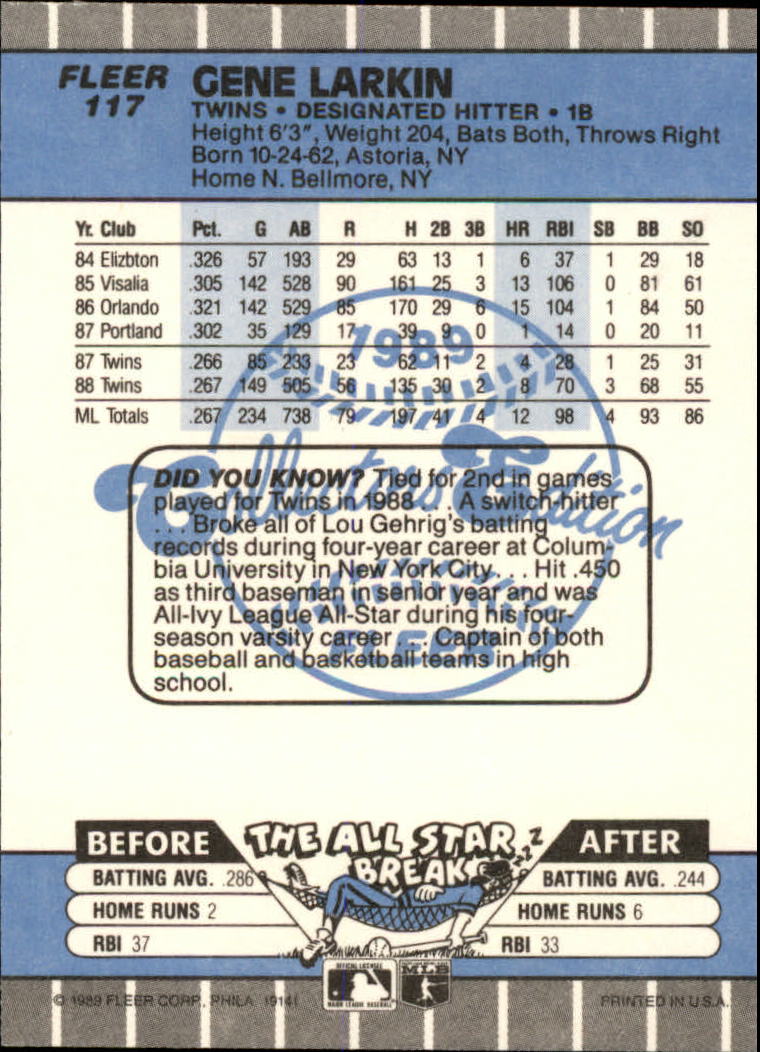 FLEER GENE LARKIN
117 TWINS • DESIGNATED HITTER • 1B
Height 6'3", Weight 204, Bats Both, Throws Right
Born 10-24-62, Astoria, NY
Home N. Bellmore, NY
Yr. Club Pct. G AB R H 2B 3B HR RBI SB BB SO
84 Elizbton .326 57 193 29 63 13 1 6 37 1 29 18
85 Visalia .305 142 528 90 161 25 3 13 106 0 81 61
86 Orlando .321 142 529 85 170 29 6 15 104 1 84 50
87 Portland .302 35 129 17 39 9 0 1 14 0 20 11
87 Twins .266 85 233 23 62 11 2 4 28 1 25 31
88 Twins .267 149 505 56 135 30 2 8 70 3 68 55
ML Totals .267 234 738 79 197 41 4 12 98 4 93 86
1989
Collectors' Edition
FLEER
DID YOU KNOW? Tied for 2nd in games
played for Twins in 1988 . . . A switch-hitter
. . . Broke all of Lou Gehrig's batting
records during four-year career at Colum-
bia University in New York City . . . Hit .450
as third baseman in senior year and was
All-Ivy League All-Star during his four-
season varsity career . . . Captain of both
baseball and basketball teams in high
school.
BEFORE THE ALL STAR BREAK AFTER
ZZZ
BATTING AVG. .286 BATTING AVG. .244
HOME RUNS 2 HOME RUNS 6
RBI 37 RBI 33
OFFICIAL LICENSEE
MAJOR LEAGUE BASEBALL
MLB
© 1989 FLEER CORP. PHILA. 19141 PRINTED IN U.S.A.